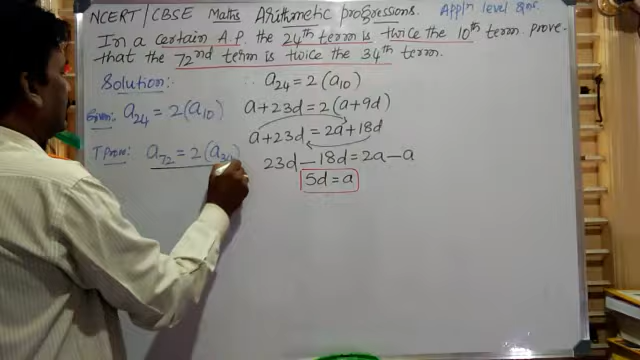 NCERT/CBSE Maths Arithmetic progressons. Appln level Qns.
In a certain A.P. the 24th term is twice the 10th term. prove
that the 72nd term is twice the 34th term.
Solution:
Given: a24 = 2(a10)
T.Prove: a72 = 2(a34)
∴ a24 = 2(a10)
a+23d = 2(a+9d)
a+23d = 2a+18d
23d – 18d = 2a – a
5d = a